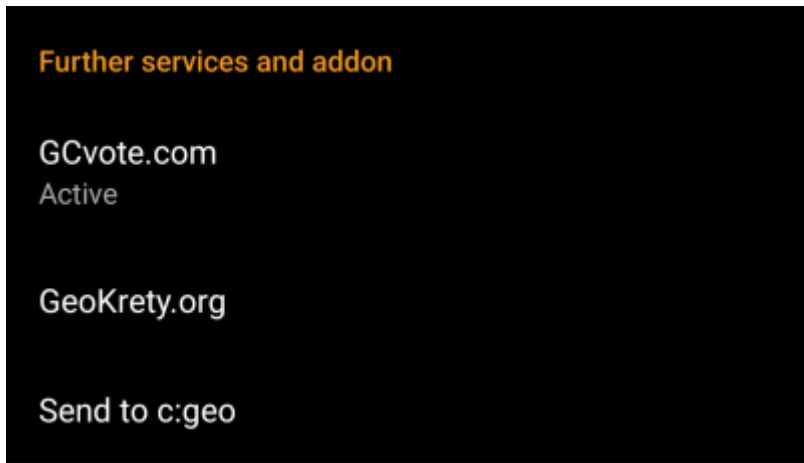 Further services and addon
GCvote.com
Active
GeoKrety.org
Send to c:geo